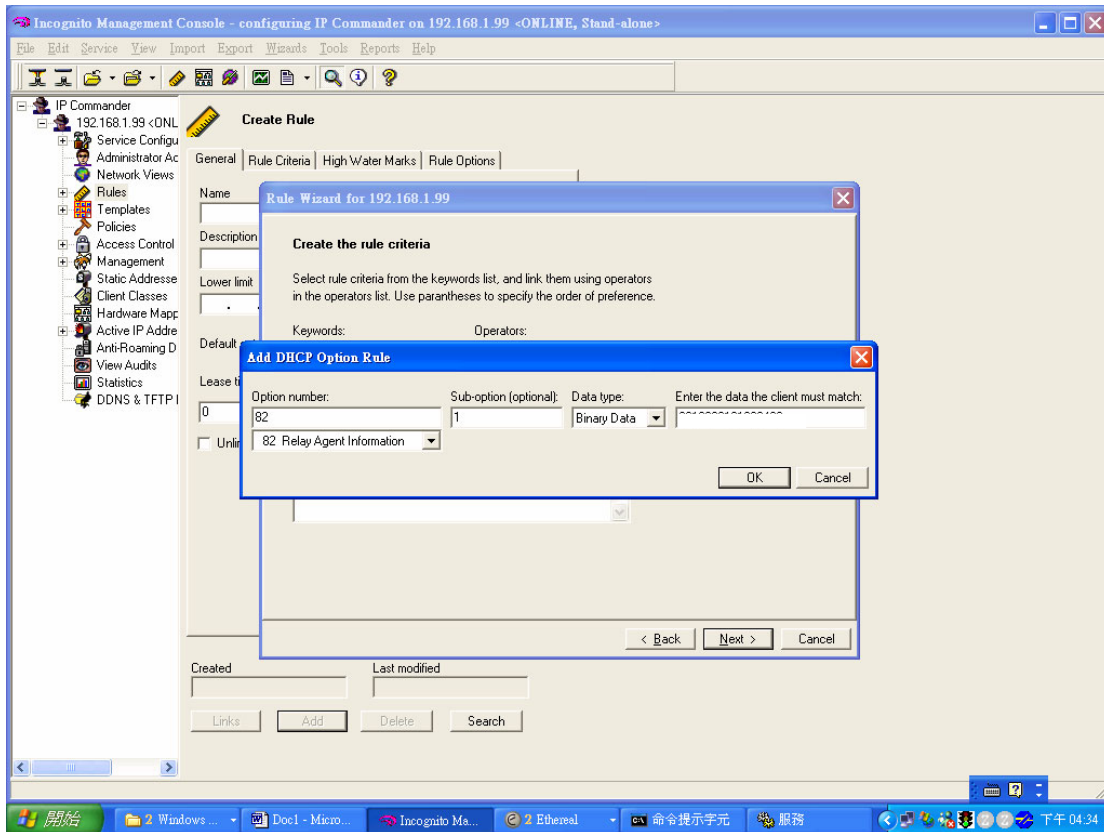 Incognito Management Console - configuring IP Commander on 192.168.1.99 <ONLINE, Stand-alone>
File Edit Service View Import Export Wizards Tools Reports Help
IP Commander
192.168.1.99 <ONL
Service Configu
Administrator Ac
Network Views
Rules
Templates
Policies
Access Control
Management
Static Addresse
Client Classes
Hardware Mapp
Active IP Addre
Anti-Roaming D
View Audits
Statistics
DDNS & TFTP
Create Rule
General Rule Criteria High Water Marks Rule Options
Name
Description
Lower limit
Default
Lease ti
0
Unlin
Rule Wizard for 192.168.1.99
Create the rule criteria
Select rule criteria from the keywords list, and link them using operators
in the operators list. Use parantheses to specify the order of preference.
Keywords: Operators:
Add DHCP Option Rule
Option number: Sub-option (optional): Data type: Enter the data the client must match:
82 1 Binary Data
82 Relay Agent Information
OK Cancel
< Back Next > Cancel
Created Last modified
Links Add Delete Search
開始 2 Windows ... Doc1 - Micro... Incognito Ma... 2 Ethereal 命令提示字元 服務 下午 04:34